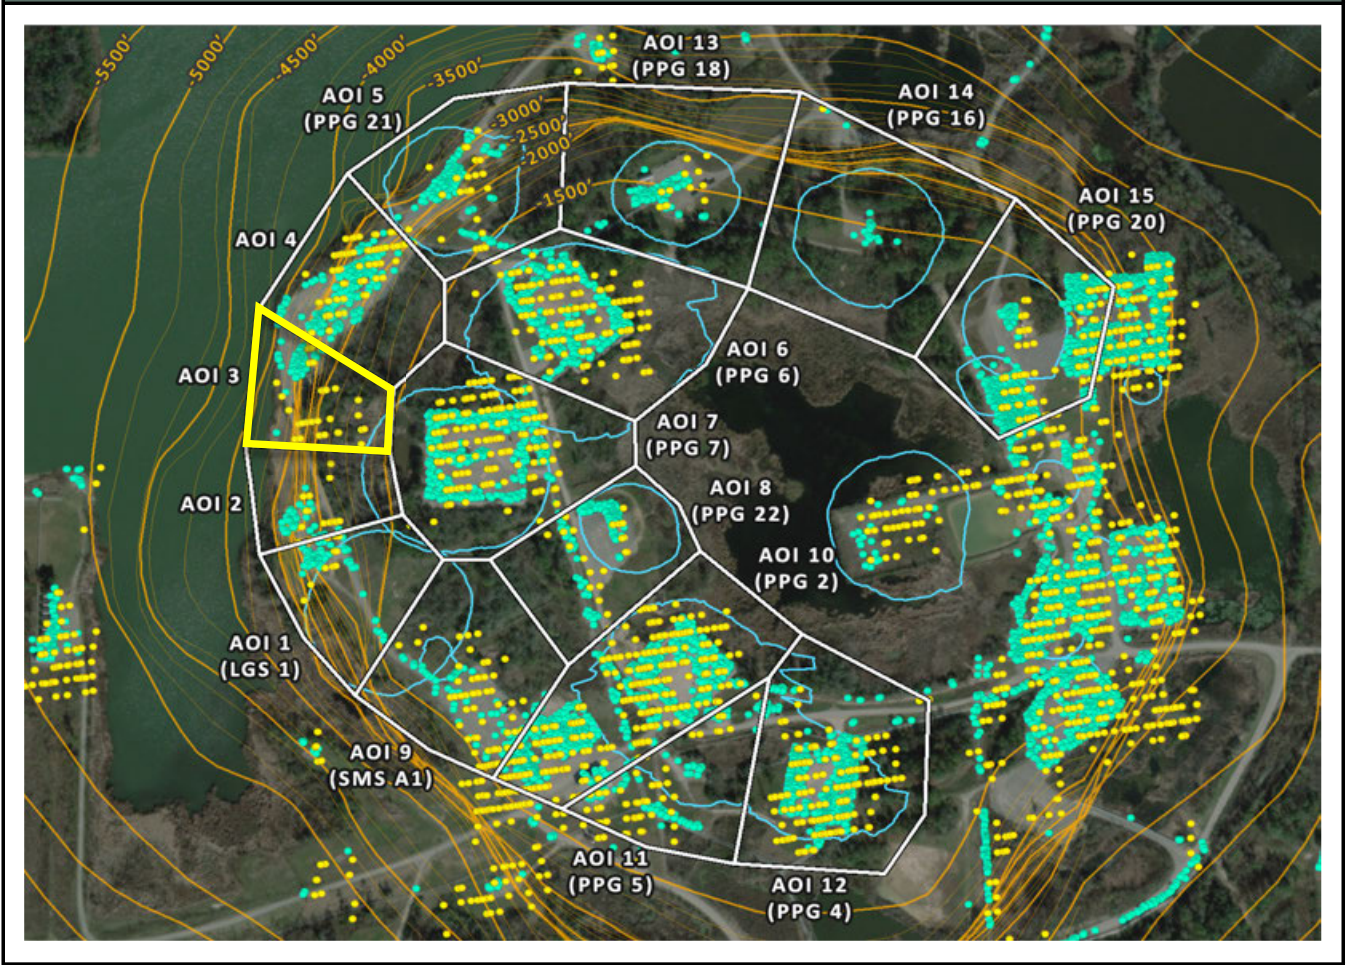 -5500'
-5000'
-4500'
-4000'
-3500'
-3000'
-2500'
-2000'
-1500'
AOI 13
(PPG 18)
AOI 14
(PPG 16)
AOI 5
(PPG 21)
AOI 15
(PPG 20)
AOI 4
AOI 3
AOI 6
(PPG 6)
AOI 7
(PPG 7)
AOI 2
AOI 8
(PPG 22)
AOI 10
(PPG 2)
AOI 1
(LGS 1)
AOI 9
(SMS A1)
AOI 11
(PPG 5)
AOI 12
(PPG 4)